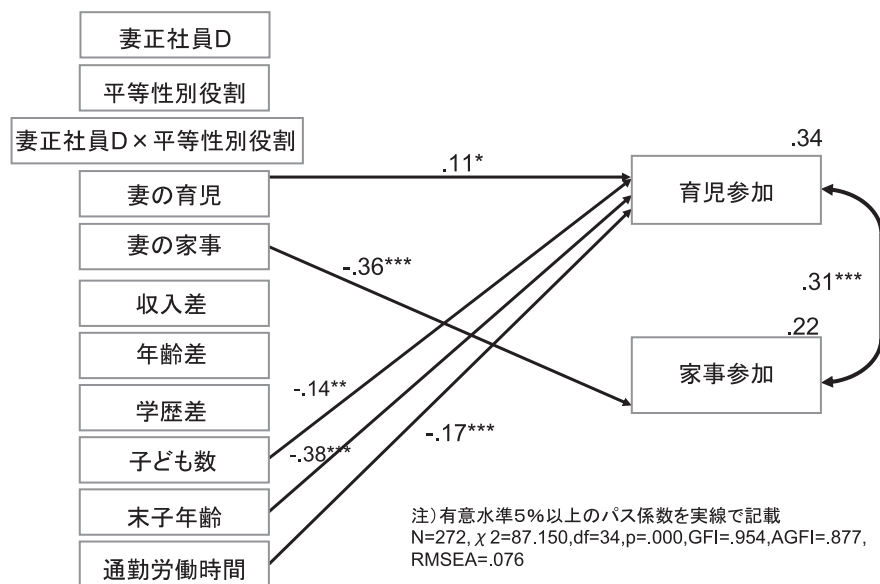 妻正社員D
平等性別役割
妻正社員D×平等性別役割
妻の育児
妻の家事
収入差
年齢差
学歴差
子ども数
末子年齢
通勤労働時間
.11*
-.36***
-.14**
-.38***
-.17***
.34
育児参加
.31***
.22
家事参加
注)有意水準5%以上のパス係数を実線で記載
N=272,χ2=87.150,df=34,p=.000,GFI=.954,AGFI=.877,
RMSEA=.076